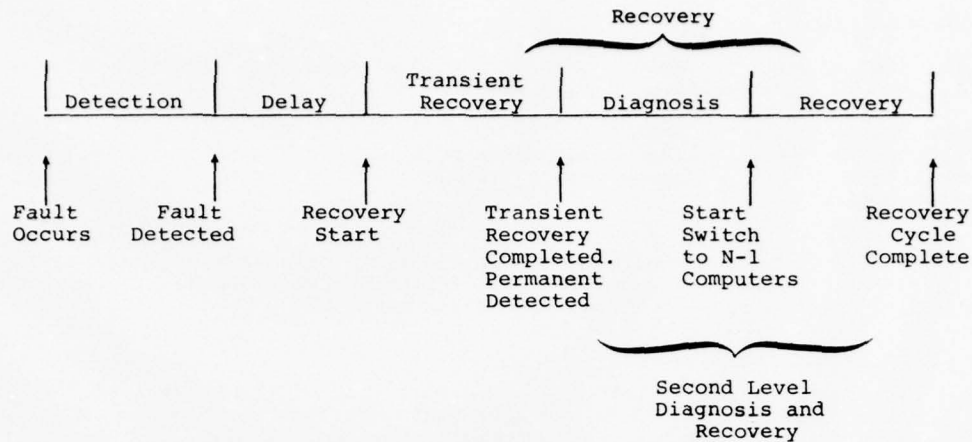 Recovery
Transient
Detection Delay Recovery Diagnosis Recovery
Fault
Occurs
Fault
Detected
Recovery
Start
Transient
Recovery
Completed.
Permanent
Detected
Start
Switch
to N-1
Computers
Recovery
Cycle
Complete
Second Level
Diagnosis and
Recovery